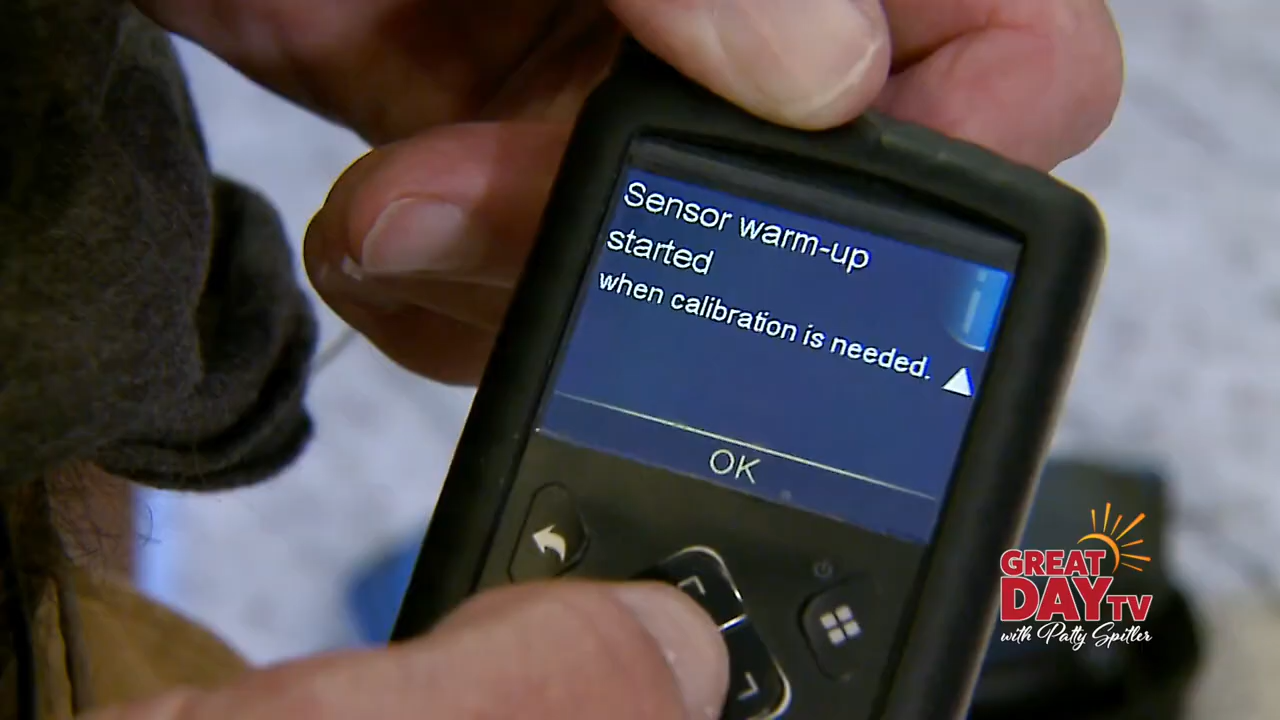 Sensor warm-up
started
when calibration is needed.
OK
GREAT
DAY TV
with Patty Spitler